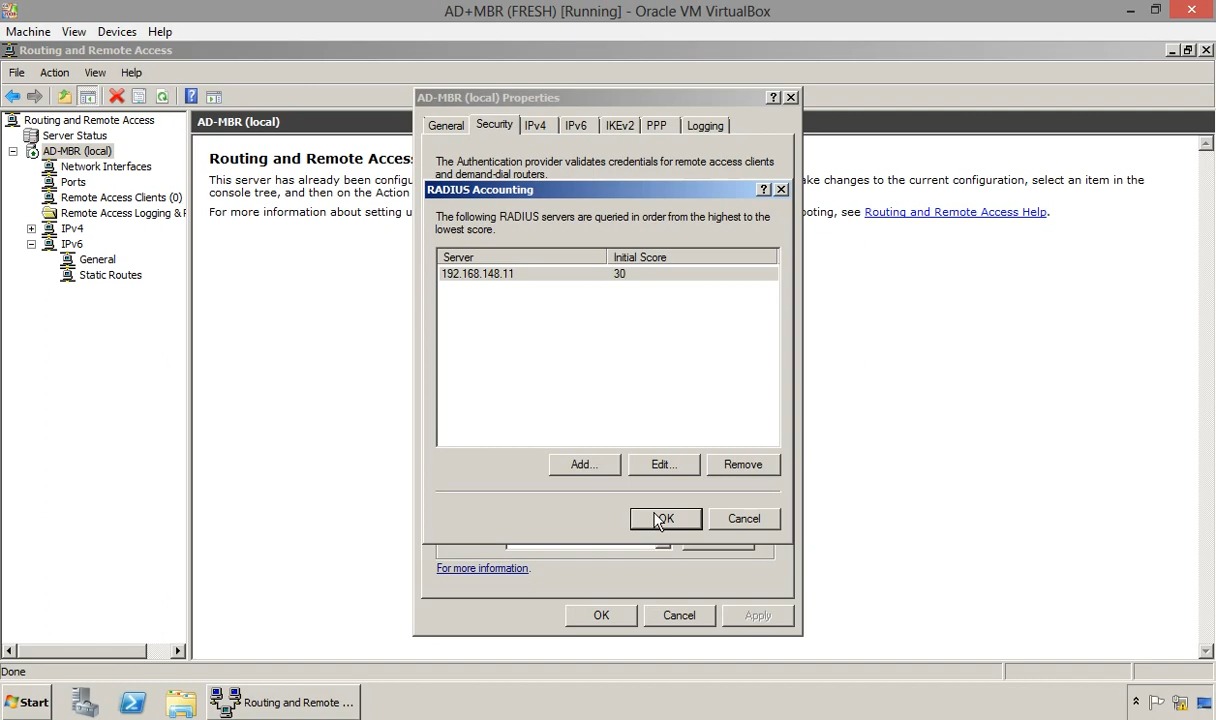 AD+MBR (FRESH) [Running] - Oracle VM VirtualBox
Machine View Devices Help
Routing and Remote Access
File Action View Help
Routing and Remote Access
Server Status
AD-MBR (local)
Network Interfaces
Ports
Remote Access Clients (0)
Remote Access Logging &
IPv4
IPv6
General
Static Routes
AD-MBR (local)
Routing and Remote Acces
This server has already been configu
ake changes to the current configuration, select an item in the
console tree, and then on the Action
For more information about setting u
outing, see Routing and Remote Access Help.
AD-MBR (local) Properties
General Security IPv4 IPv6 IKEv2 PPP Logging
The Authentication provider validates credentials for remote access clients
and demand-dial routers.
RADIUS Accounting
The following RADIUS servers are queried in order from the highest to the
lowest score.
Server Initial Score
192.168.148.11 30
Add... Edit... Remove
OK Cancel
For more information.
OK Cancel Apply
Done
Start Routing and Remote ...